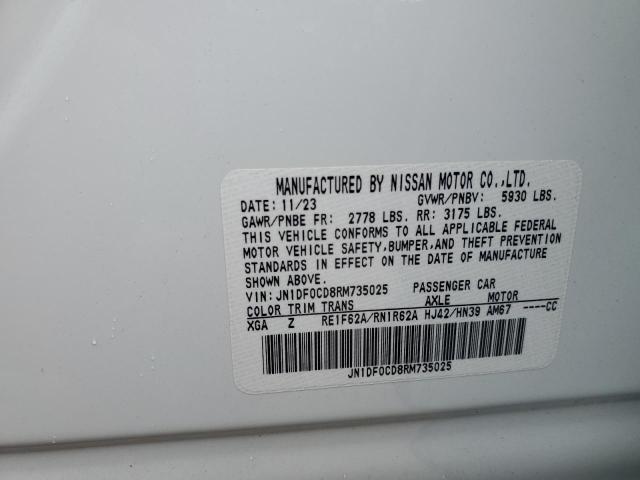 MANUFACTURED BY NISSAN MOTOR CO.,LTD.
DATE: 11/23 GVWR/PNBV: 5930 LBS.
GAWR/PNBE FR: 2778 LBS. RR: 3175 LBS.
THIS VEHICLE CONFORMS TO ALL APPLICABLE FEDERAL
MOTOR VEHICLE SAFETY,BUMPER,AND THEFT PREVENTION
STANDARDS IN EFFECT ON THE DATE OF MANUFACTURE
SHOWN ABOVE.
VIN: JN1DF0CD8RM735025 PASSENGER CAR
COLOR TRIM TRANS AXLE MOTOR
XGA Z RE1F62A/RN1R62A HJ42/HN39 AM67 ----CC
JN1DF0CD8RM735025